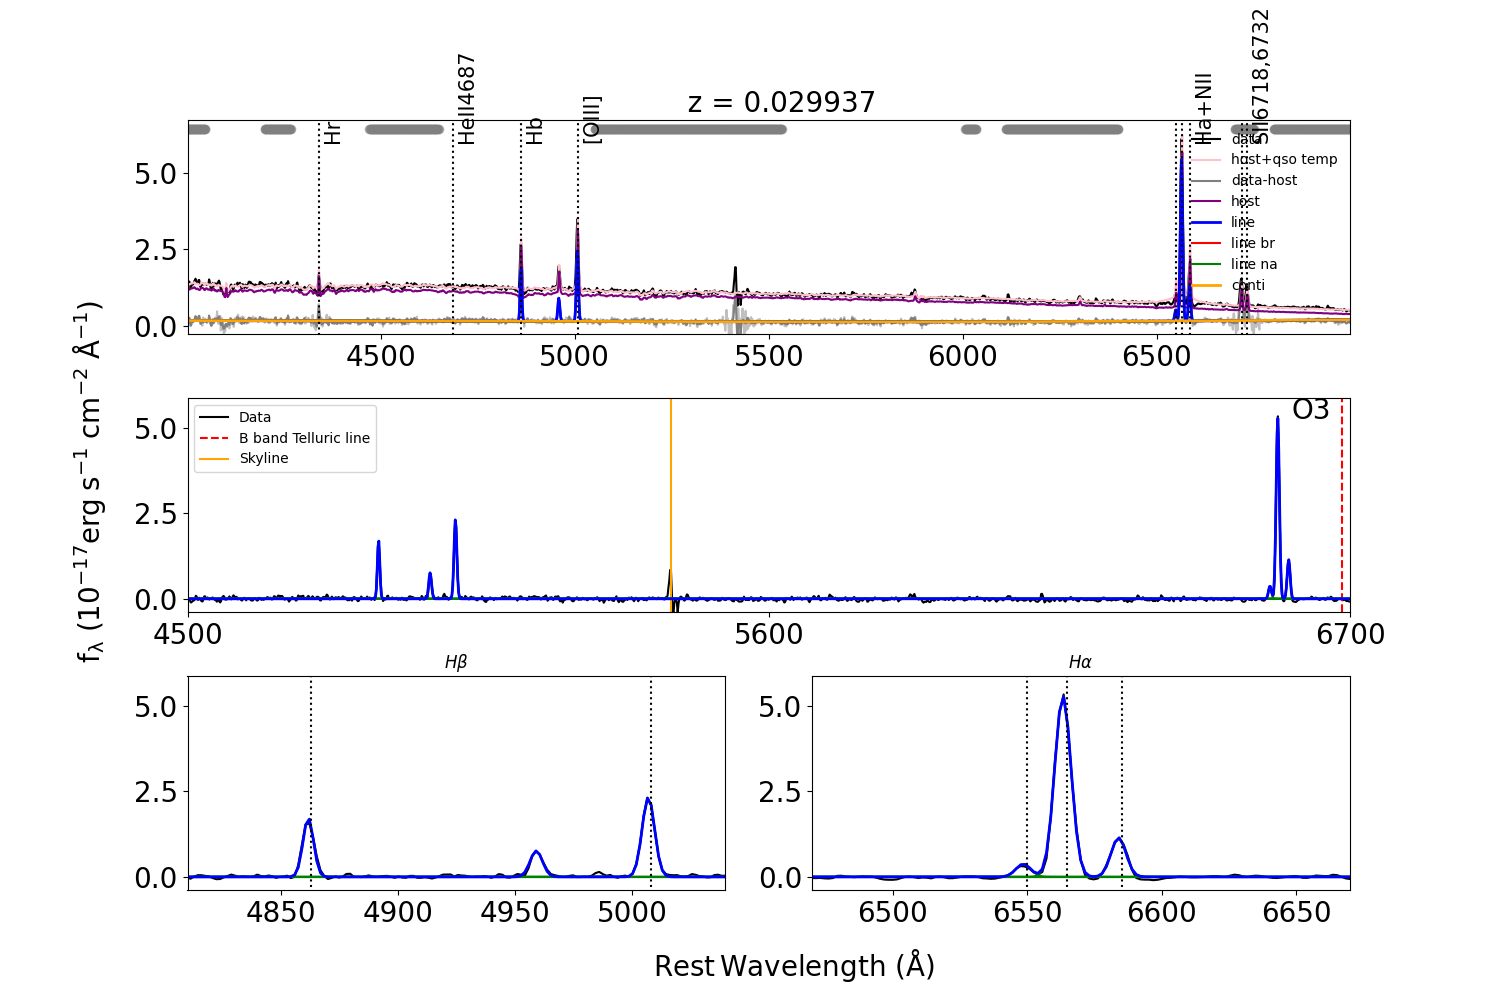 z = 0.029937
Hr
HeII4687
Hb
[OIII]
Ha+NII
SII6718,6732
data
host+qso temp
data-host
host
line
line br
line na
conti
5.0
2.5
0.0
4500
5000
5500
6000
6500
Data
B band Telluric line
Skyline
O3
5.0
2.5
0.0
4500
5600
6700
fλ (10⁻¹⁷erg s⁻¹ cm⁻² Å⁻¹)
Hβ
5.0
2.5
0.0
4850
4900
4950
5000
Hα
5.0
2.5
0.0
6500
6550
6600
6650
Rest Wavelength (Å)